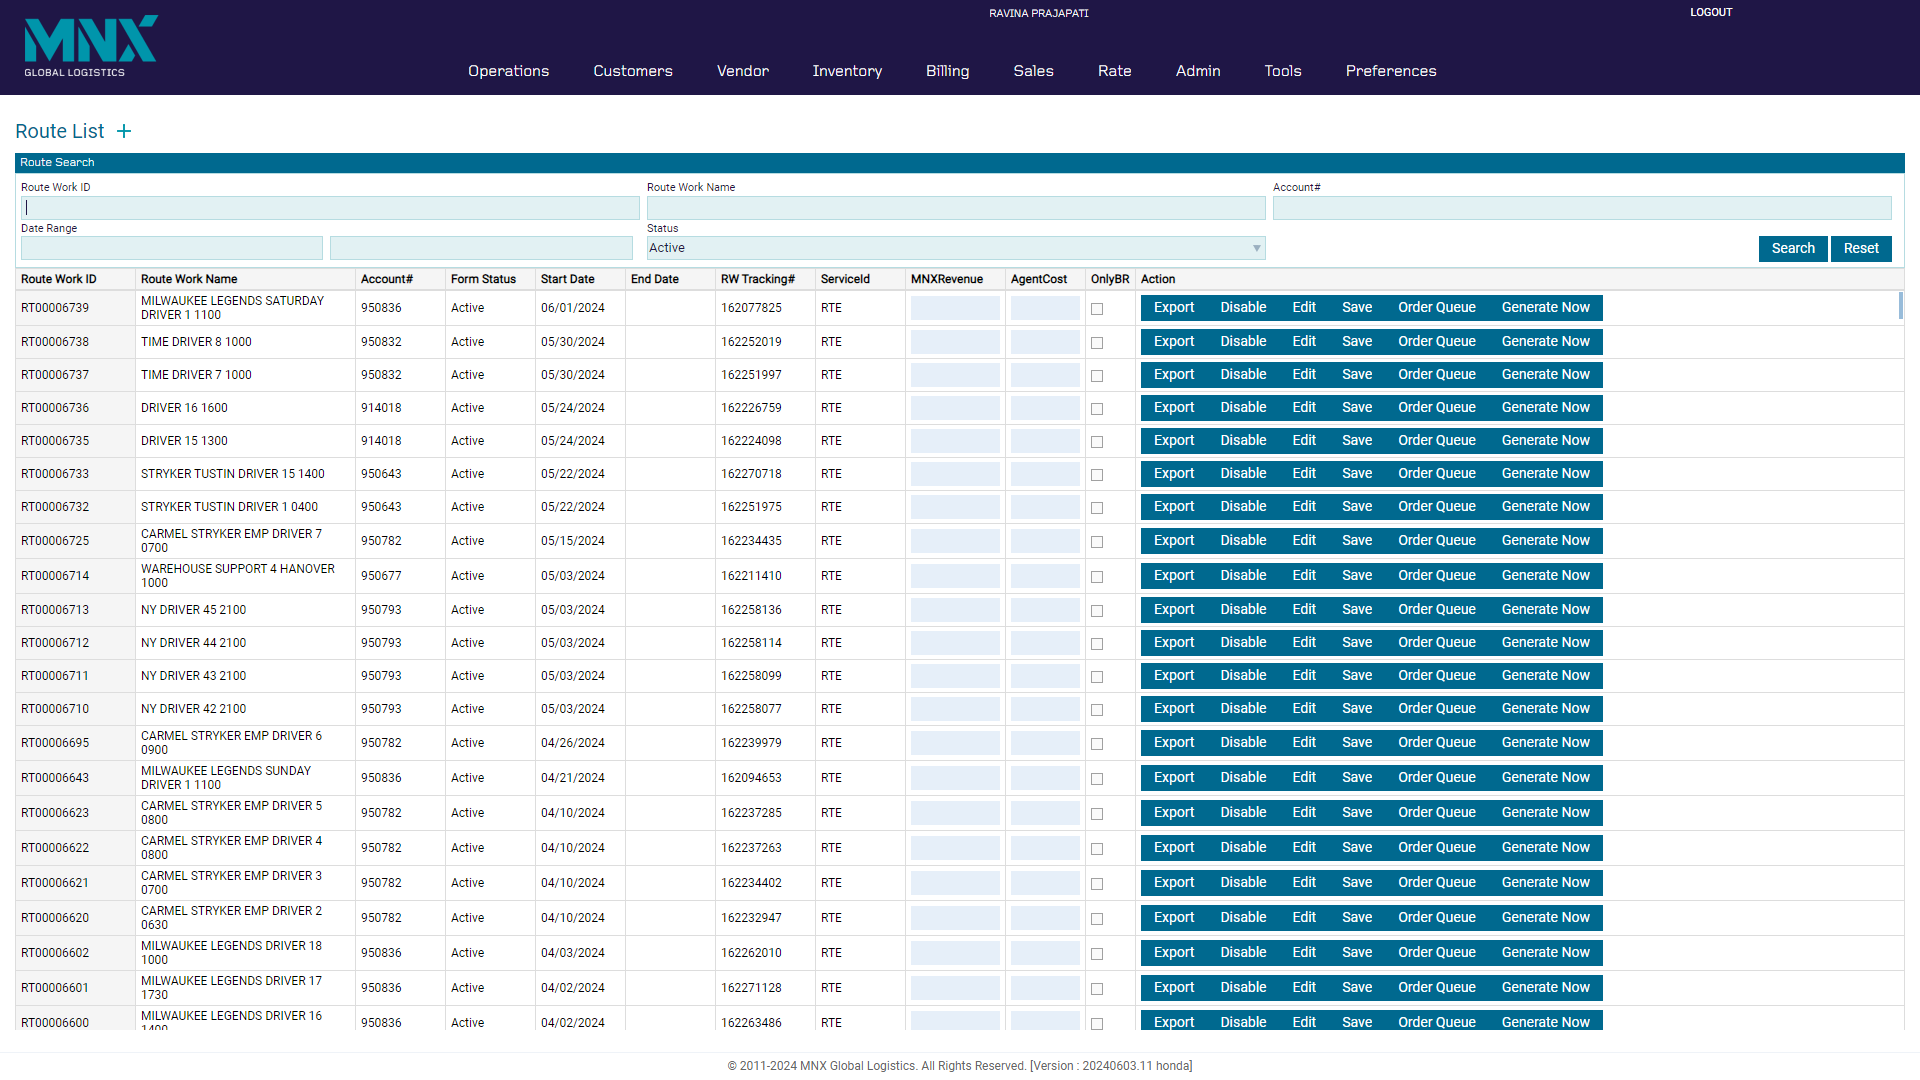 RAVINA PRAJAPATI
LOGOUT
MNX
GLOBAL LOGISTICS
Operations Customers Vendor Inventory Billing Sales Rate Admin Tools Preferences
Route List +
Route Search
Route Work ID Route Work Name Account#
Date Range Status
Active
Search Reset
Route Work ID Route Work Name Account# Form Status Start Date End Date RW Tracking# ServiceId MNXRevenue AgentCost OnlyBR Action
RT00006739 MILWAUKEE LEGENDS SATURDAY DRIVER 1 1100 950836 Active 06/01/2024 162077825 RTE Export Disable Edit Save Order Queue Generate Now
RT00006738 TIME DRIVER 8 1000 950832 Active 05/30/2024 162252019 RTE Export Disable Edit Save Order Queue Generate Now
RT00006737 TIME DRIVER 7 1000 950832 Active 05/30/2024 162251997 RTE Export Disable Edit Save Order Queue Generate Now
RT00006736 DRIVER 16 1600 914018 Active 05/24/2024 162226759 RTE Export Disable Edit Save Order Queue Generate Now
RT00006735 DRIVER 15 1300 914018 Active 05/24/2024 162224098 RTE Export Disable Edit Save Order Queue Generate Now
RT00006733 STRYKER TUSTIN DRIVER 15 1400 950643 Active 05/22/2024 162270718 RTE Export Disable Edit Save Order Queue Generate Now
RT00006732 STRYKER TUSTIN DRIVER 1 0400 950643 Active 05/22/2024 162251975 RTE Export Disable Edit Save Order Queue Generate Now
RT00006725 CARMEL STRYKER EMP DRIVER 7 0700 950782 Active 05/15/2024 162234435 RTE Export Disable Edit Save Order Queue Generate Now
RT00006714 WAREHOUSE SUPPORT 4 HANOVER 1000 950677 Active 05/03/2024 162211410 RTE Export Disable Edit Save Order Queue Generate Now
RT00006713 NY DRIVER 45 2100 950793 Active 05/03/2024 162258136 RTE Export Disable Edit Save Order Queue Generate Now
RT00006712 NY DRIVER 44 2100 950793 Active 05/03/2024 162258114 RTE Export Disable Edit Save Order Queue Generate Now
RT00006711 NY DRIVER 43 2100 950793 Active 05/03/2024 162258099 RTE Export Disable Edit Save Order Queue Generate Now
RT00006710 NY DRIVER 42 2100 950793 Active 05/03/2024 162258077 RTE Export Disable Edit Save Order Queue Generate Now
RT00006695 CARMEL STRYKER EMP DRIVER 6 0900 950782 Active 04/26/2024 162239979 RTE Export Disable Edit Save Order Queue Generate Now
RT00006643 MILWAUKEE LEGENDS SUNDAY DRIVER 1 1100 950836 Active 04/21/2024 162094653 RTE Export Disable Edit Save Order Queue Generate Now
RT00006623 CARMEL STRYKER EMP DRIVER 5 0800 950782 Active 04/10/2024 162237285 RTE Export Disable Edit Save Order Queue Generate Now
RT00006622 CARMEL STRYKER EMP DRIVER 4 0800 950782 Active 04/10/2024 162237263 RTE Export Disable Edit Save Order Queue Generate Now
RT00006621 CARMEL STRYKER EMP DRIVER 3 0700 950782 Active 04/10/2024 162234402 RTE Export Disable Edit Save Order Queue Generate Now
RT00006620 CARMEL STRYKER EMP DRIVER 2 0630 950782 Active 04/10/2024 162232947 RTE Export Disable Edit Save Order Queue Generate Now
RT00006602 MILWAUKEE LEGENDS DRIVER 18 1000 950836 Active 04/03/2024 162262010 RTE Export Disable Edit Save Order Queue Generate Now
RT00006601 MILWAUKEE LEGENDS DRIVER 17 1730 950836 Active 04/02/2024 162271128 RTE Export Disable Edit Save Order Queue Generate Now
RT00006600 MILWAUKEE LEGENDS DRIVER 16 1400 950836 Active 04/02/2024 162263486 RTE Export Disable Edit Save Order Queue Generate Now
© 2011-2024 MNX Global Logistics. All Rights Reserved. [Version : 20240603.11 honda]